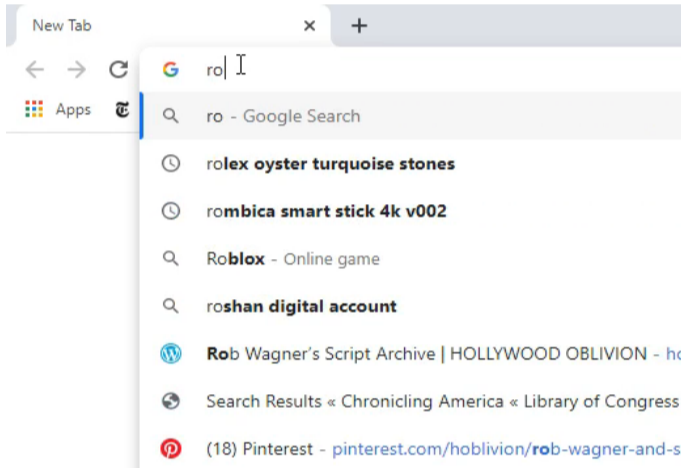 New Tab
ro
Apps
ro - Google Search
rolex oyster turquoise stones
rombica smart stick 4k v002
Roblox - Online game
roshan digital account
Rob Wagner's Script Archive | HOLLYWOOD OBLIVION - ho
Search Results « Chronicling America « Library of Congress
(18) Pinterest - pinterest.com/hoblivion/rob-wagner-and-s